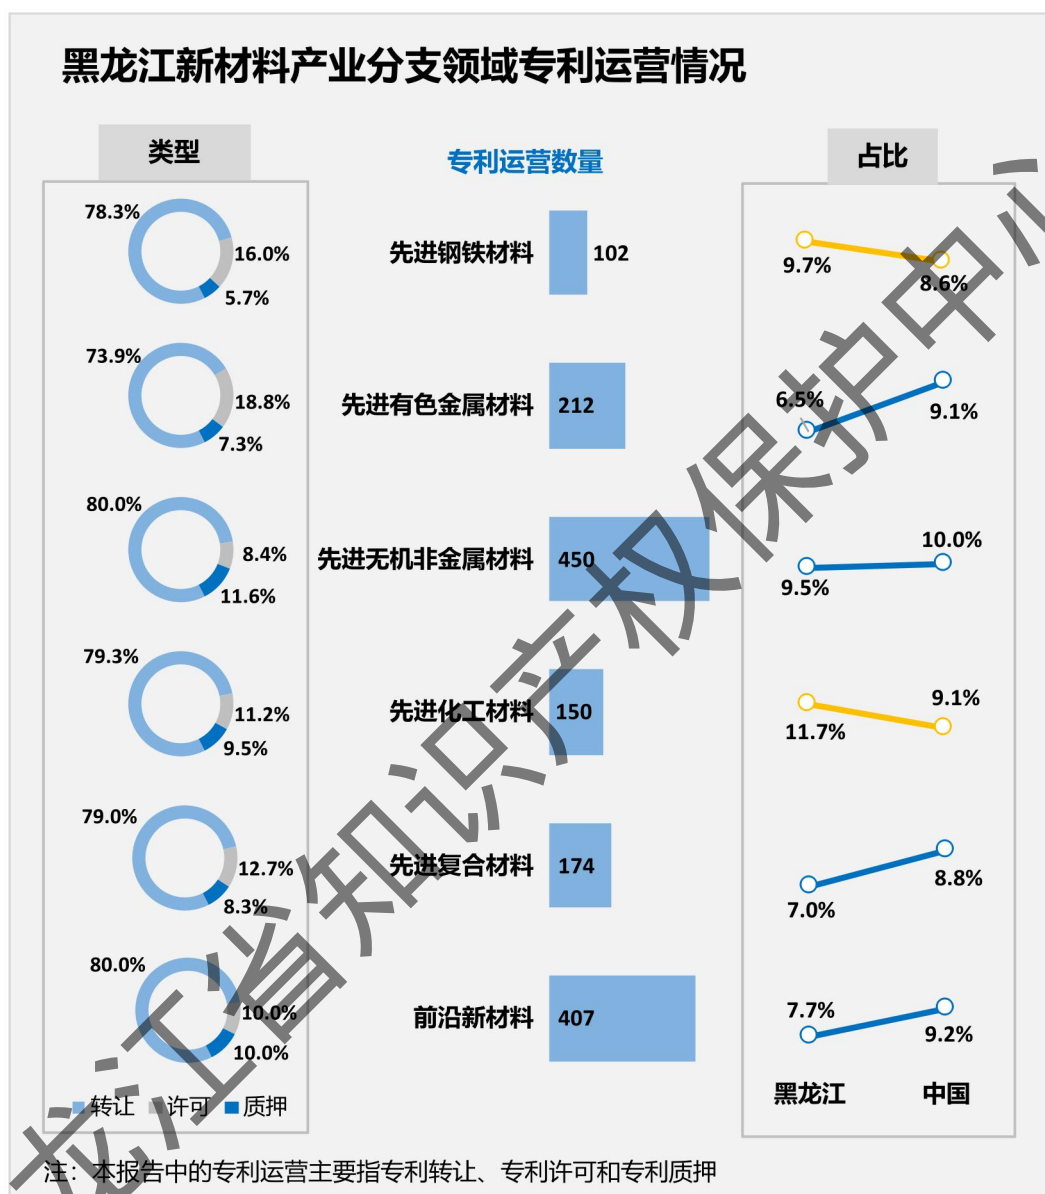 黑龙江新材料产业分支领域专利运营情况
类型
专利运营数量
占比
78.3%
16.0%
5.7%
先进钢铁材料
102
9.7%
8.6%
73.9%
18.8%
7.3%
先进有色金属材料
212
6.5%
9.1%
80.0%
8.4%
11.6%
先进无机非金属材料
450
9.5%
10.0%
79.3%
11.2%
9.5%
先进化工材料
150
11.7%
9.1%
79.0%
12.7%
8.3%
先进复合材料
174
7.0%
8.8%
80.0%
10.0%
10.0%
前沿新材料
407
7.7%
9.2%
转让 许可 质押
黑龙江 中国
注：本报告中的专利运营主要指专利转让、专利许可和专利质押
龙江省知识产权保护中心